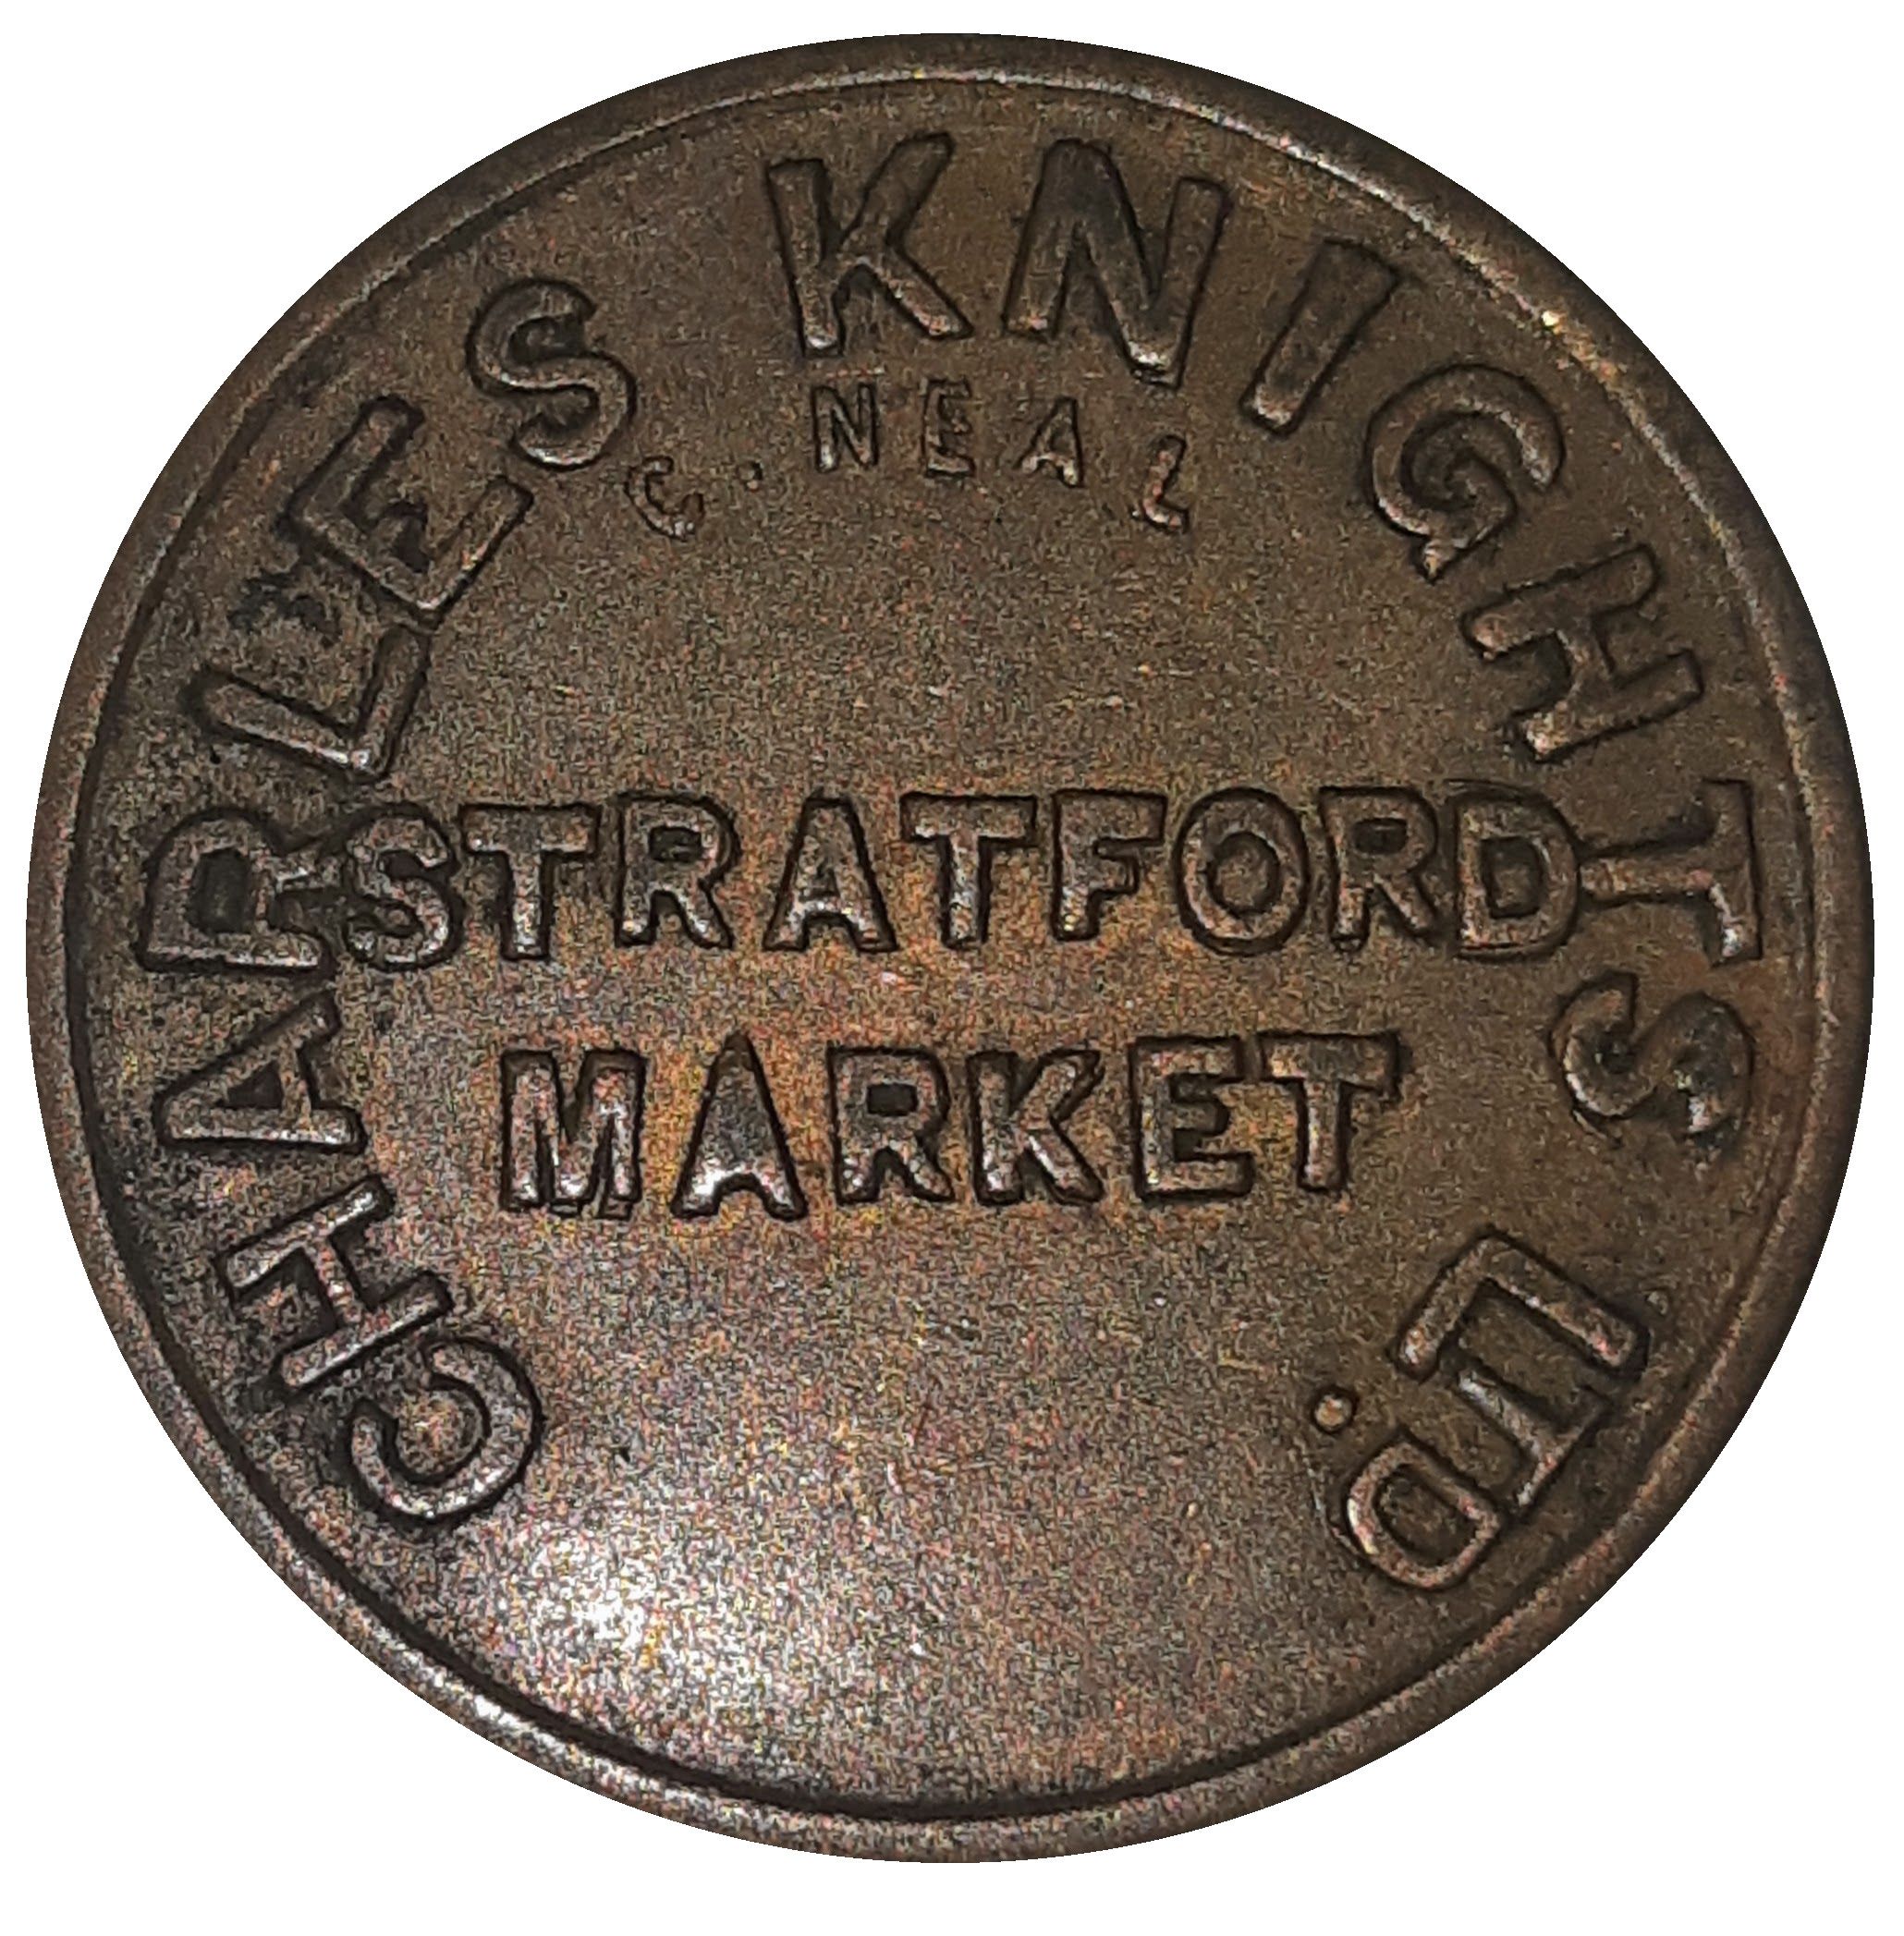 CHARLES KNIGHTS LTD.
C. NEAL
STRATFORD
MARKET